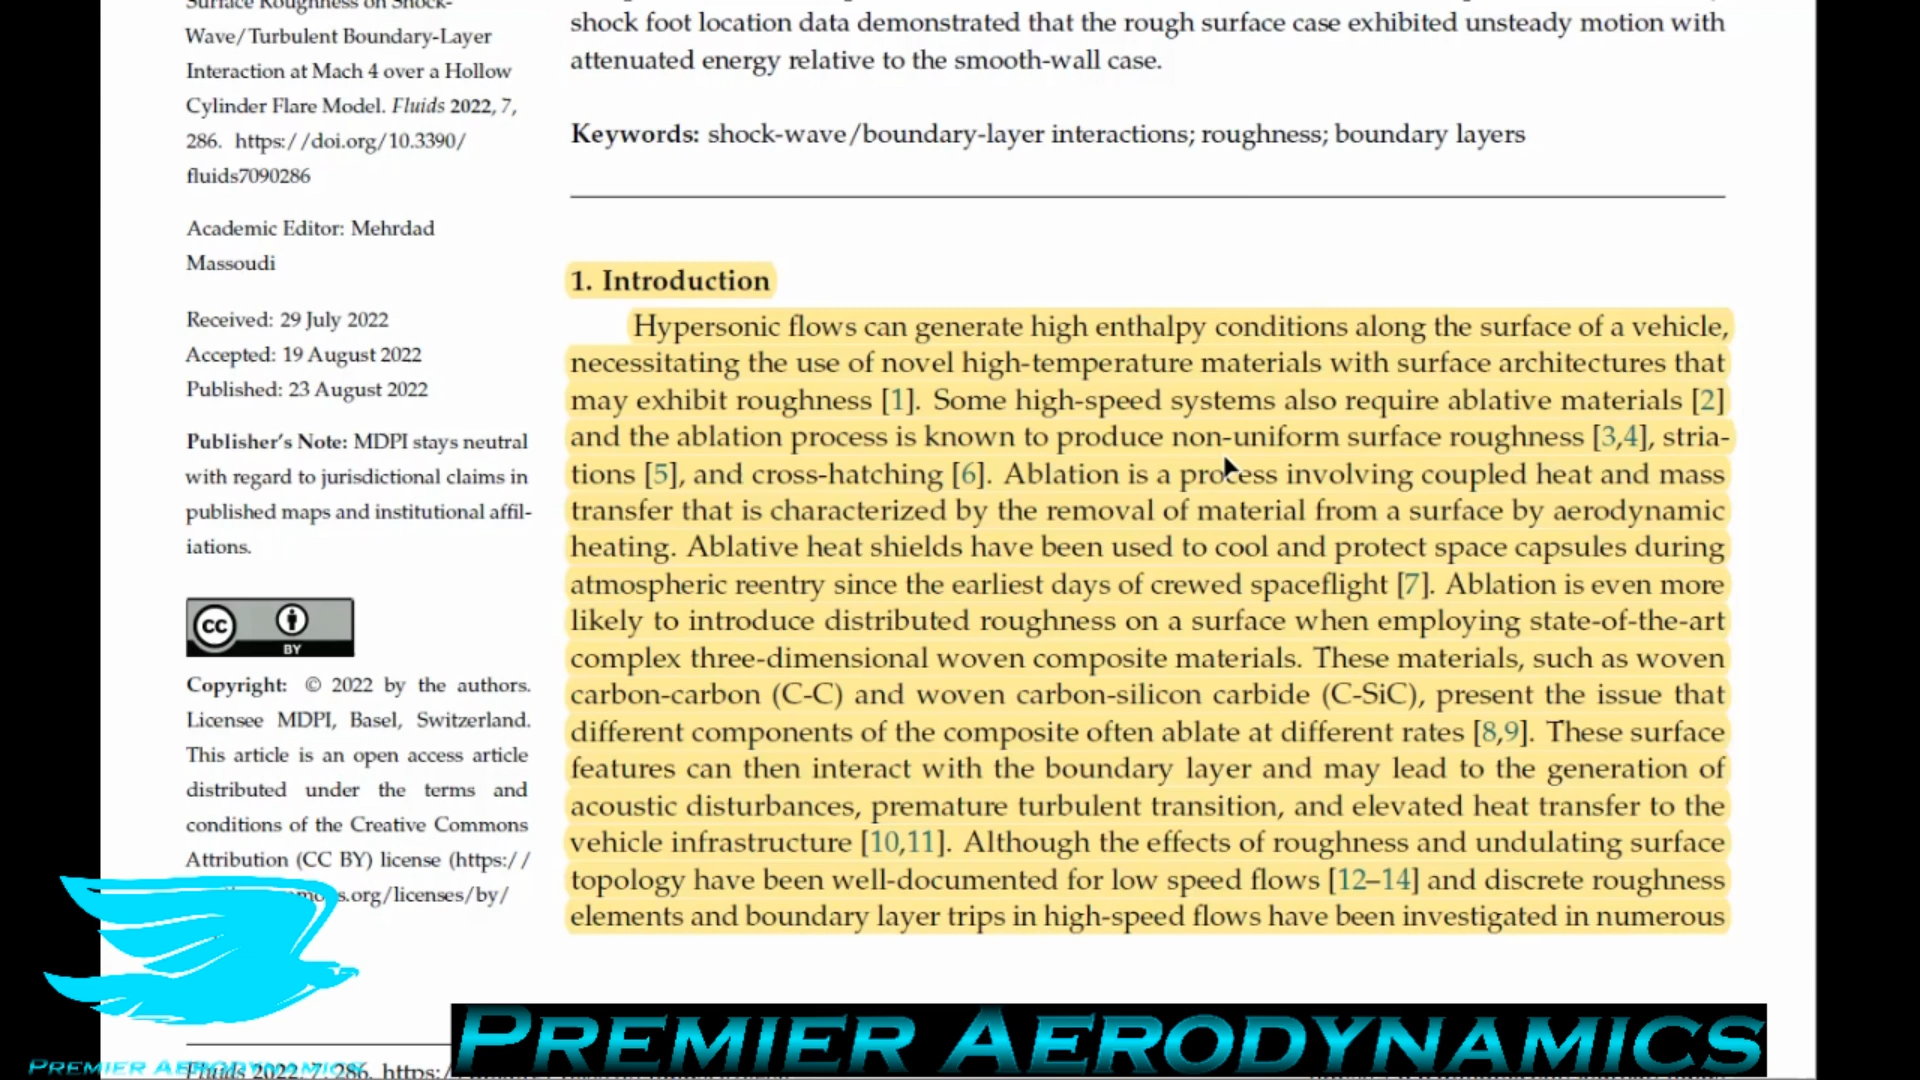 Surface Roughness on Shock-
Wave/Turbulent Boundary-Layer
Interaction at Mach 4 over a Hollow
Cylinder Flare Model. Fluids 2022, 7,
286. https://doi.org/10.3390/
fluids7090286
Academic Editor: Mehrdad
Massoudi
Received: 29 July 2022
Accepted: 19 August 2022
Published: 23 August 2022
Publisher's Note: MDPI stays neutral
with regard to jurisdictional claims in
published maps and institutional affil-
iations.
CC BY
Copyright: © 2022 by the authors.
Licensee MDPI, Basel, Switzerland.
This article is an open access article
distributed under the terms and
conditions of the Creative Commons
Attribution (CC BY) license (https://
s.org/licenses/by/
shock foot location data demonstrated that the rough surface case exhibited unsteady motion with
attenuated energy relative to the smooth-wall case.
Keywords: shock-wave/boundary-layer interactions; roughness; boundary layers
1. Introduction
Hypersonic flows can generate high enthalpy conditions along the surface of a vehicle,
necessitating the use of novel high-temperature materials with surface architectures that
may exhibit roughness [1]. Some high-speed systems also require ablative materials [2]
and the ablation process is known to produce non-uniform surface roughness [3,4], stria-
tions [5], and cross-hatching [6]. Ablation is a process involving coupled heat and mass
transfer that is characterized by the removal of material from a surface by aerodynamic
heating. Ablative heat shields have been used to cool and protect space capsules during
atmospheric reentry since the earliest days of crewed spaceflight [7]. Ablation is even more
likely to introduce distributed roughness on a surface when employing state-of-the-art
complex three-dimensional woven composite materials. These materials, such as woven
carbon-carbon (C-C) and woven carbon-silicon carbide (C-SiC), present the issue that
different components of the composite often ablate at different rates [8,9]. These surface
features can then interact with the boundary layer and may lead to the generation of
acoustic disturbances, premature turbulent transition, and elevated heat transfer to the
vehicle infrastructure [10,11]. Although the effects of roughness and undulating surface
topology have been well-documented for low speed flows [12–14] and discrete roughness
elements and boundary layer trips in high-speed flows have been investigated in numerous
Fluids 2022, 7, 286. https:/
PREMIER AERODYNAMICS
PREMIER AERODYNAMICS